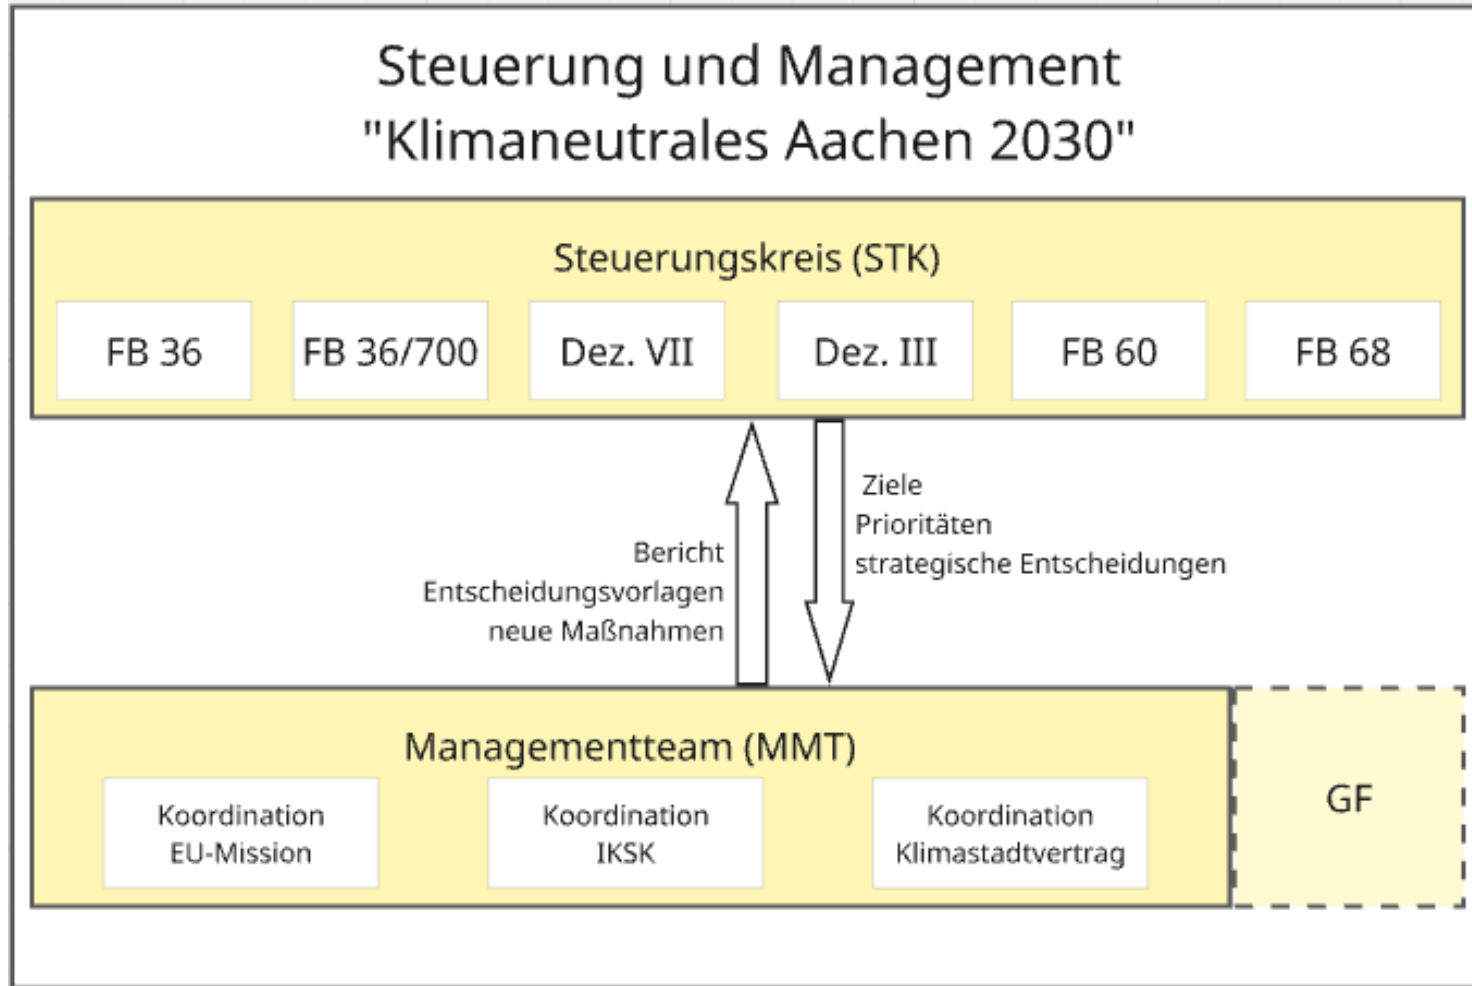 Steuerung und Management
"Klimaneutrales Aachen 2030"
Steuerungskreis (STK)
FB 36
FB 36/700
Dez. VII
Dez. III
FB 60
FB 68
Ziele
Prioritäten
strategische Entscheidungen
Bericht
Entscheidungsvorlagen
neue Maßnahmen
Managementteam (MMT)
Koordination
EU-Mission
Koordination
IKSK
Koordination
Klimastadtvertrag
GF